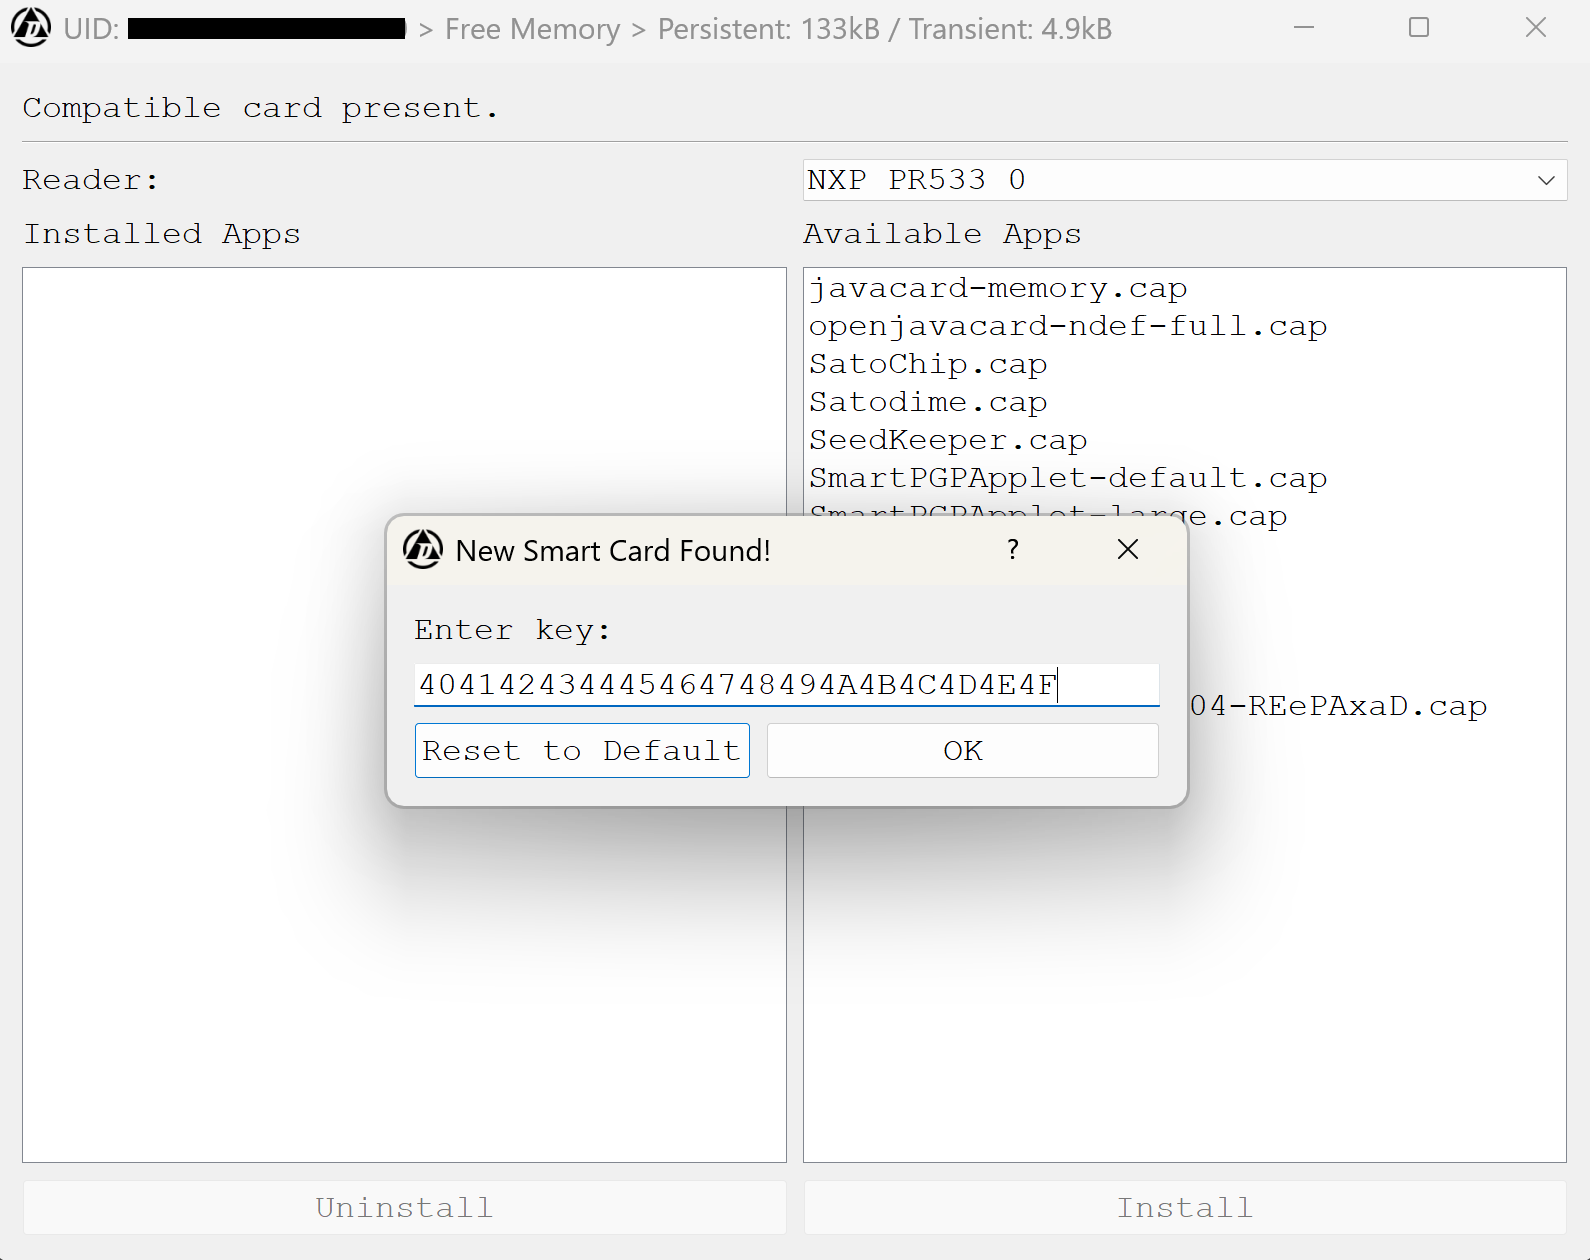 UID: > Free Memory > Persistent: 133kB / Transient: 4.9kB
Compatible card present.
Reader:
NXP PR533 0
Installed Apps
Available Apps
javacard-memory.cap
openjavacard-ndef-full.cap
SatoChip.cap
Satodime.cap
SeedKeeper.cap
SmartPGPApplet-default.cap
SmartPGPApplet-large.cap
New Smart Card Found!
?
Enter key:
404142434445464748494A4B4C4D4E4F
Reset to Default
OK
04-REePAxaD.cap
Uninstall
Install